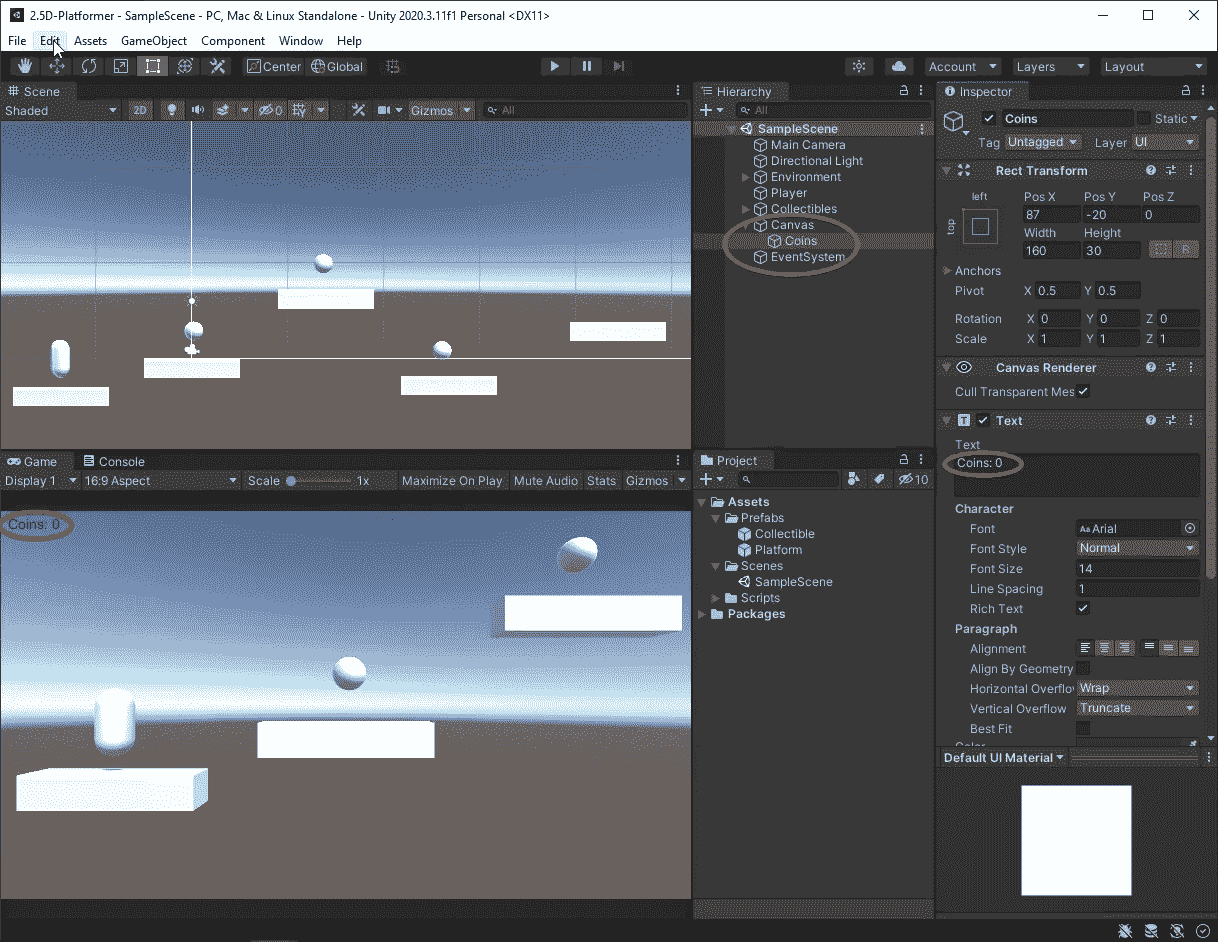 2.5D-Platformer - SampleScene - PC, Mac & Linux Standalone - Unity 2020.3.11f1 Personal <DX11>
File Edit Assets GameObject Component Window Help
Center Global Account Layers Layout
Scene
Shaded 2D 0 Gizmos All
Hierarchy
All
SampleScene
Main Camera
Directional Light
Environment
Player
Collectibles
Canvas
Coins
EventSystem
Inspector
Coins Static
Tag Untagged Layer UI
Rect Transform
left Pos X Pos Y Pos Z
top 87 -20 0
Width Height
160 30 R
Anchors
Pivot X 0.5 Y 0.5
Rotation X 0 Y 0 Z 0
Scale X 1 Y 1 Z 1
Canvas Renderer
Cull Transparent Mes
T Text
Text
Coins: 0
Character
Font Aa Arial
Font Style Normal
Font Size 14
Line Spacing 1
Rich Text
Paragraph
Alignment
Align By Geometry
Horizontal Overflo Wrap
Vertical Overflow Truncate
Best Fit
Color
Default UI Material
Game Console
Display 1 16:9 Aspect Scale 1x Maximize On Play Mute Audio Stats Gizmos
Coins: 0
Project
10
Assets
Prefabs
Collectible
Platform
Scenes
SampleScene
Scripts
Packages